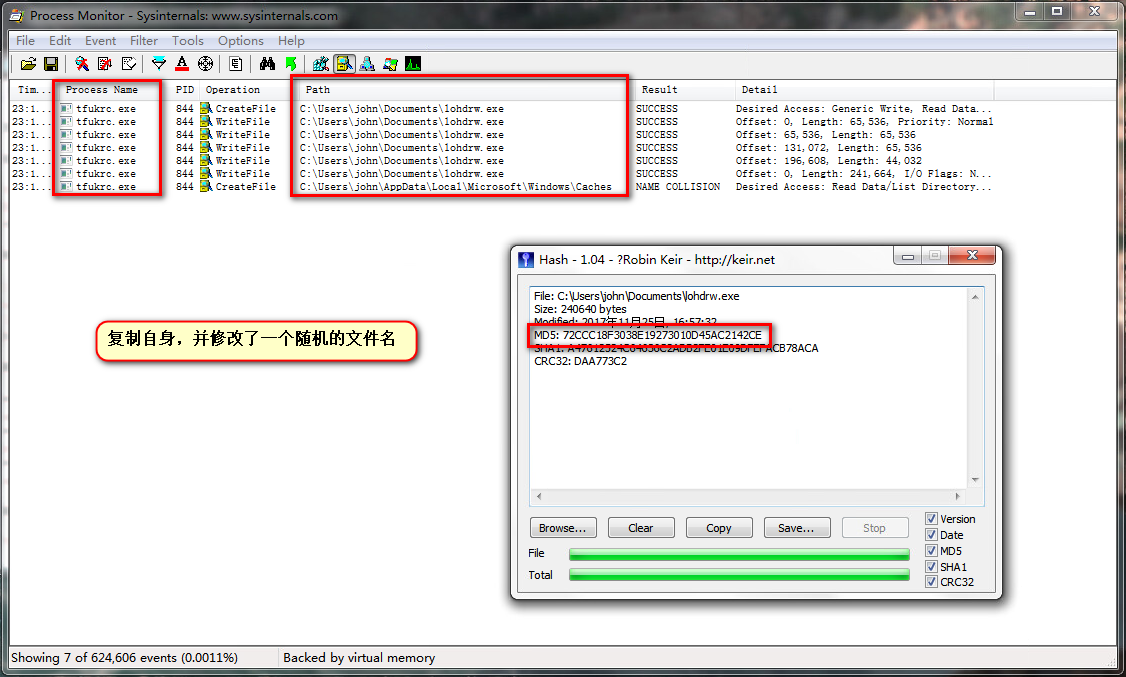 Process Monitor - Sysinternals: www.sysinternals.com
File Edit Event Filter Tools Options Help
Tim... Process Name PID Operation Path Result Detail
23:1... tfukrc.exe 844 CreateFile C:\Users\john\Documents\lohdrw.exe SUCCESS Desired Access: Generic Write, Read Data...
23:1... tfukrc.exe 844 WriteFile C:\Users\john\Documents\lohdrw.exe SUCCESS Offset: 0, Length: 65,536, Priority: Normal
23:1... tfukrc.exe 844 WriteFile C:\Users\john\Documents\lohdrw.exe SUCCESS Offset: 65,536, Length: 65,536
23:1... tfukrc.exe 844 WriteFile C:\Users\john\Documents\lohdrw.exe SUCCESS Offset: 131,072, Length: 65,536
23:1... tfukrc.exe 844 WriteFile C:\Users\john\Documents\lohdrw.exe SUCCESS Offset: 196,608, Length: 44,032
23:1... tfukrc.exe 844 WriteFile C:\Users\john\Documents\lohdrw.exe SUCCESS Offset: 0, Length: 241,664, I/O Flags: N...
23:1... tfukrc.exe 844 CreateFile C:\Users\john\AppData\Local\Microsoft\Windows\Caches NAME COLLISION Desired Access: Read Data/List Directory...
复制自身，并修改了一个随机的文件名
Hash - 1.04 - ?Robin Keir - http://keir.net
File: C:\Users\john\Documents\lohdrw.exe
Size: 240640 bytes
Modified: 2017年11月25日, 16:57:32
MD5: 72CCC18F3038E19273010D45AC2142CE
SHA1:
CRC32: DAA773C2
Browse... Clear Copy Save... Stop
File
Total
Version
Date
MD5
SHA1
CRC32
Showing 7 of 624,606 events (0.0011%) Backed by virtual memory